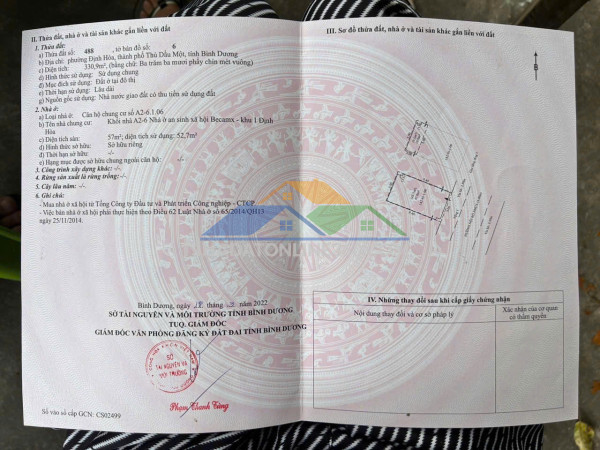 II. Thửa đất, nhà ở và tài sản khác gắn liền với đất
1. Thửa đất:
a) Thửa đất số: 488, tờ bản đồ số: 6
b) Địa chỉ: phường Định Hòa, thành phố Thủ Dầu Một, tỉnh Bình Dương
c) Diện tích: 330,9m², (bằng chữ: Ba trăm ba mươi phẩy chín mét vuông)
d) Hình thức sử dụng: Sử dụng chung
đ) Mục đích sử dụng: Đất ở tại đô thị
e) Thời hạn sử dụng: Lâu dài
g) Nguồn gốc sử dụng: Nhà nước giao đất có thu tiền sử dụng đất
2. Nhà ở:
a) Loại nhà ở: Căn hộ chung cư số A2-6.1.06
b) Tên nhà chung cư: Khối nhà A2-6 Nhà ở an sinh xã hội Becamex - khu 1 Định
Hòa
c) Diện tích sàn: 57m²; diện tích sử dụng: 52,7m²
d) Hình thức sở hữu: Sở hữu riêng
đ) Thời hạn sở hữu: -/-
e) Hạng mục được sở hữu chung ngoài căn hộ: -/-
3. Công trình xây dựng khác: -/-
4. Rừng sản xuất là rừng trồng: -/-
5. Cây lâu năm: -/-
6. Ghi chú:
- Mua nhà ở xã hội từ Tổng Công ty Đầu tư và Phát triển Công nghiệp - CTCP
- Việc bán nhà ở xã hội phải thực hiện theo Điều 62 Luật Nhà ở số 65/2014/QH13
ngày 25/11/2014.
Bình Dương, ngày tháng năm 2022
SỞ TÀI NGUYÊN VÀ MÔI TRƯỜNG TỈNH BÌNH DƯƠNG
TUQ. GIÁM ĐỐC
GIÁM ĐỐC VĂN PHÒNG ĐĂNG KÝ ĐẤT ĐAI TỈNH BÌNH DƯƠNG
SỞ
TÀI NGUYÊN VÀ
MÔI TRƯỜNG
Phạm Thanh Tùng
Số vào sổ cấp GCN: CS02499
III. Sơ đồ thửa đất, nhà ở và tài sản khác gắn liền với đất
B
IV. Những thay đổi sau khi cấp giấy chứng nhận
Nội dung thay đổi và cơ sở pháp lý
Xác nhận của cơ quan
có thẩm quyền